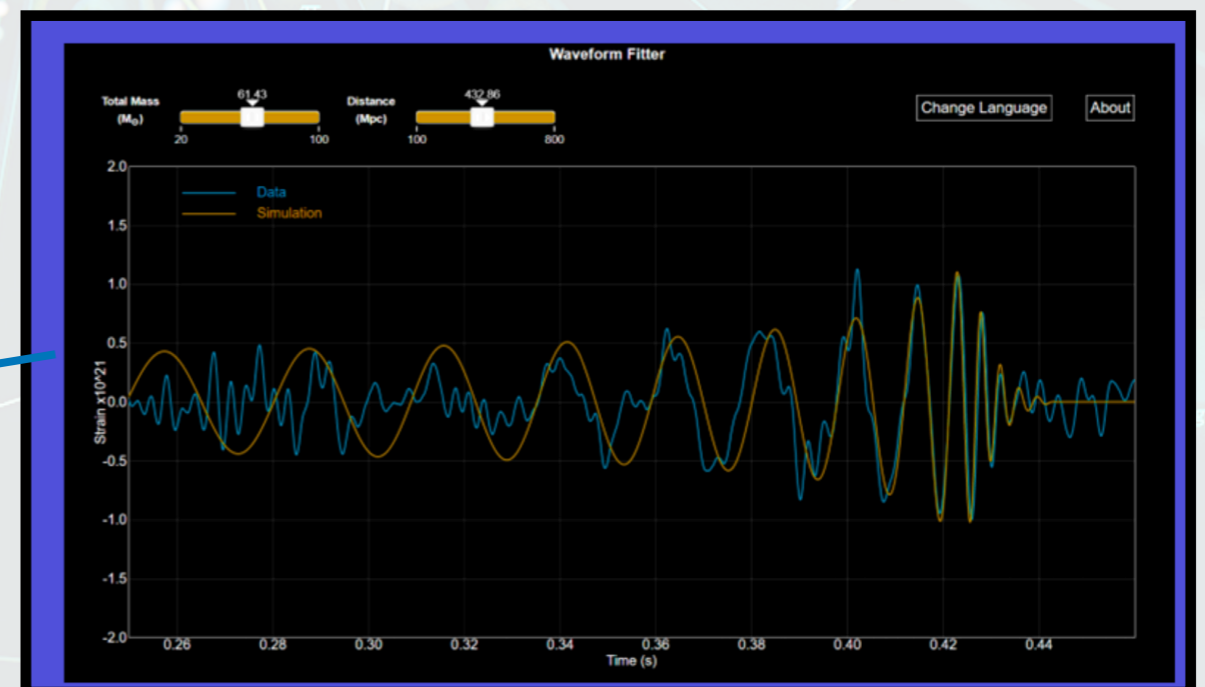 Waveform Fitter
Total Mass
(M⊙)
61.43
20
100
Distance
(Mpc)
432.86
100
800
Change Language
About
Data
Simulation
2.0
1.5
1.0
0.5
0.0
-0.5
-1.0
-1.5
-2.0
Strain x10^21
0.26
0.28
0.30
0.32
0.34
0.36
0.38
0.40
0.42
0.44
Time (s)